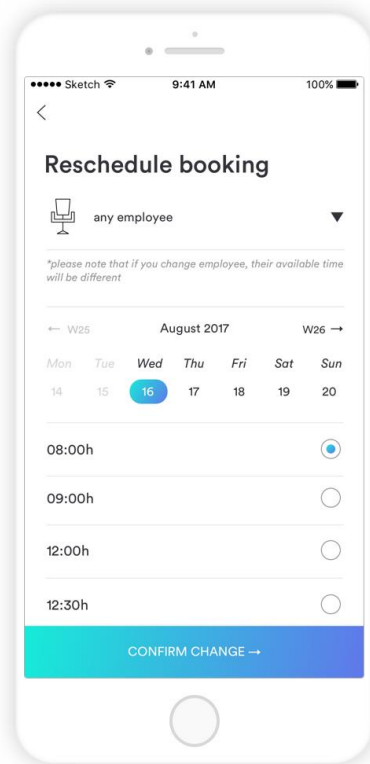 Sketch 9:41 AM 100%
Reschedule booking
any employee
*please note that if you change employee, their available time
will be different
← W25 August 2017 W26 →
Mon Tue Wed Thu Fri Sat Sun
14 15 16 17 18 19 20
08:00h
09:00h
12:00h
12:30h
CONFIRM CHANGE →